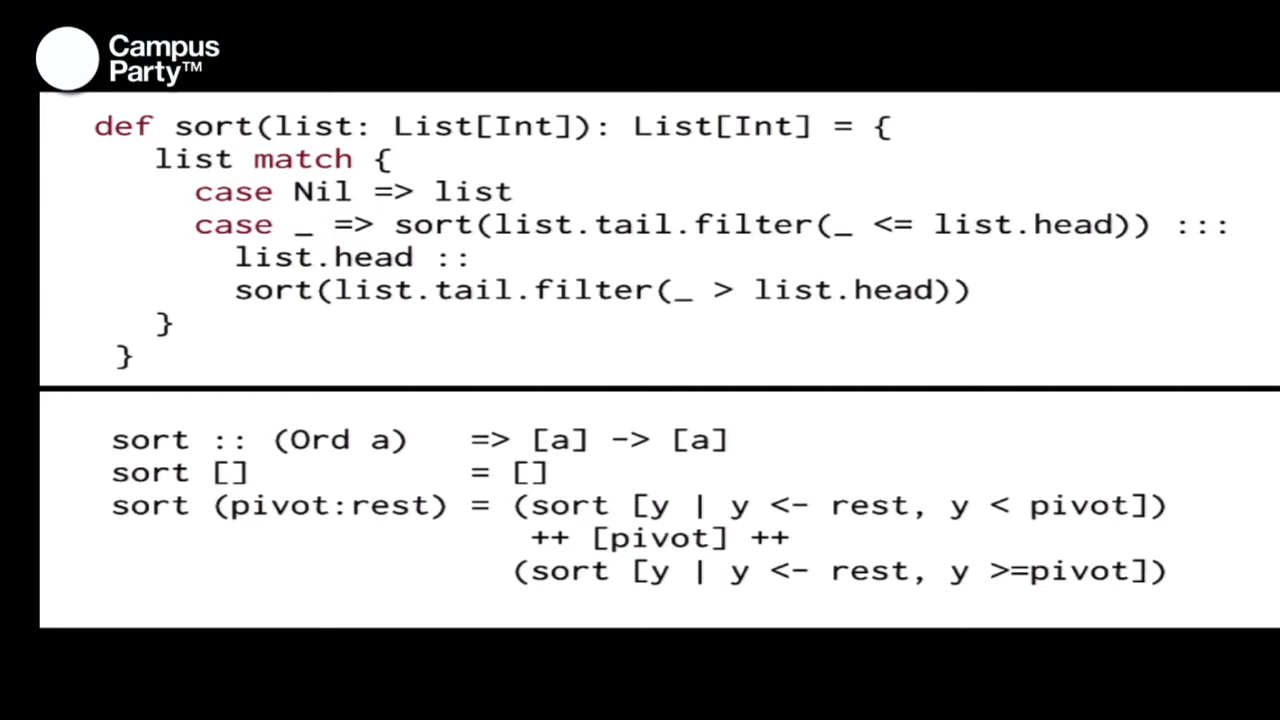 Campus
Party™
def sort(list: List[Int]): List[Int] = {
list match {
case Nil => list
case _ => sort(list.tail.filter(_ <= list.head)) :::
list.head ::
sort(list.tail.filter(_ > list.head))
}
}
sort :: (Ord a) => [a] -> [a]
sort [] = []
sort (pivot:rest) = (sort [y | y <- rest, y < pivot])
++ [pivot] ++
(sort [y | y <- rest, y >=pivot])